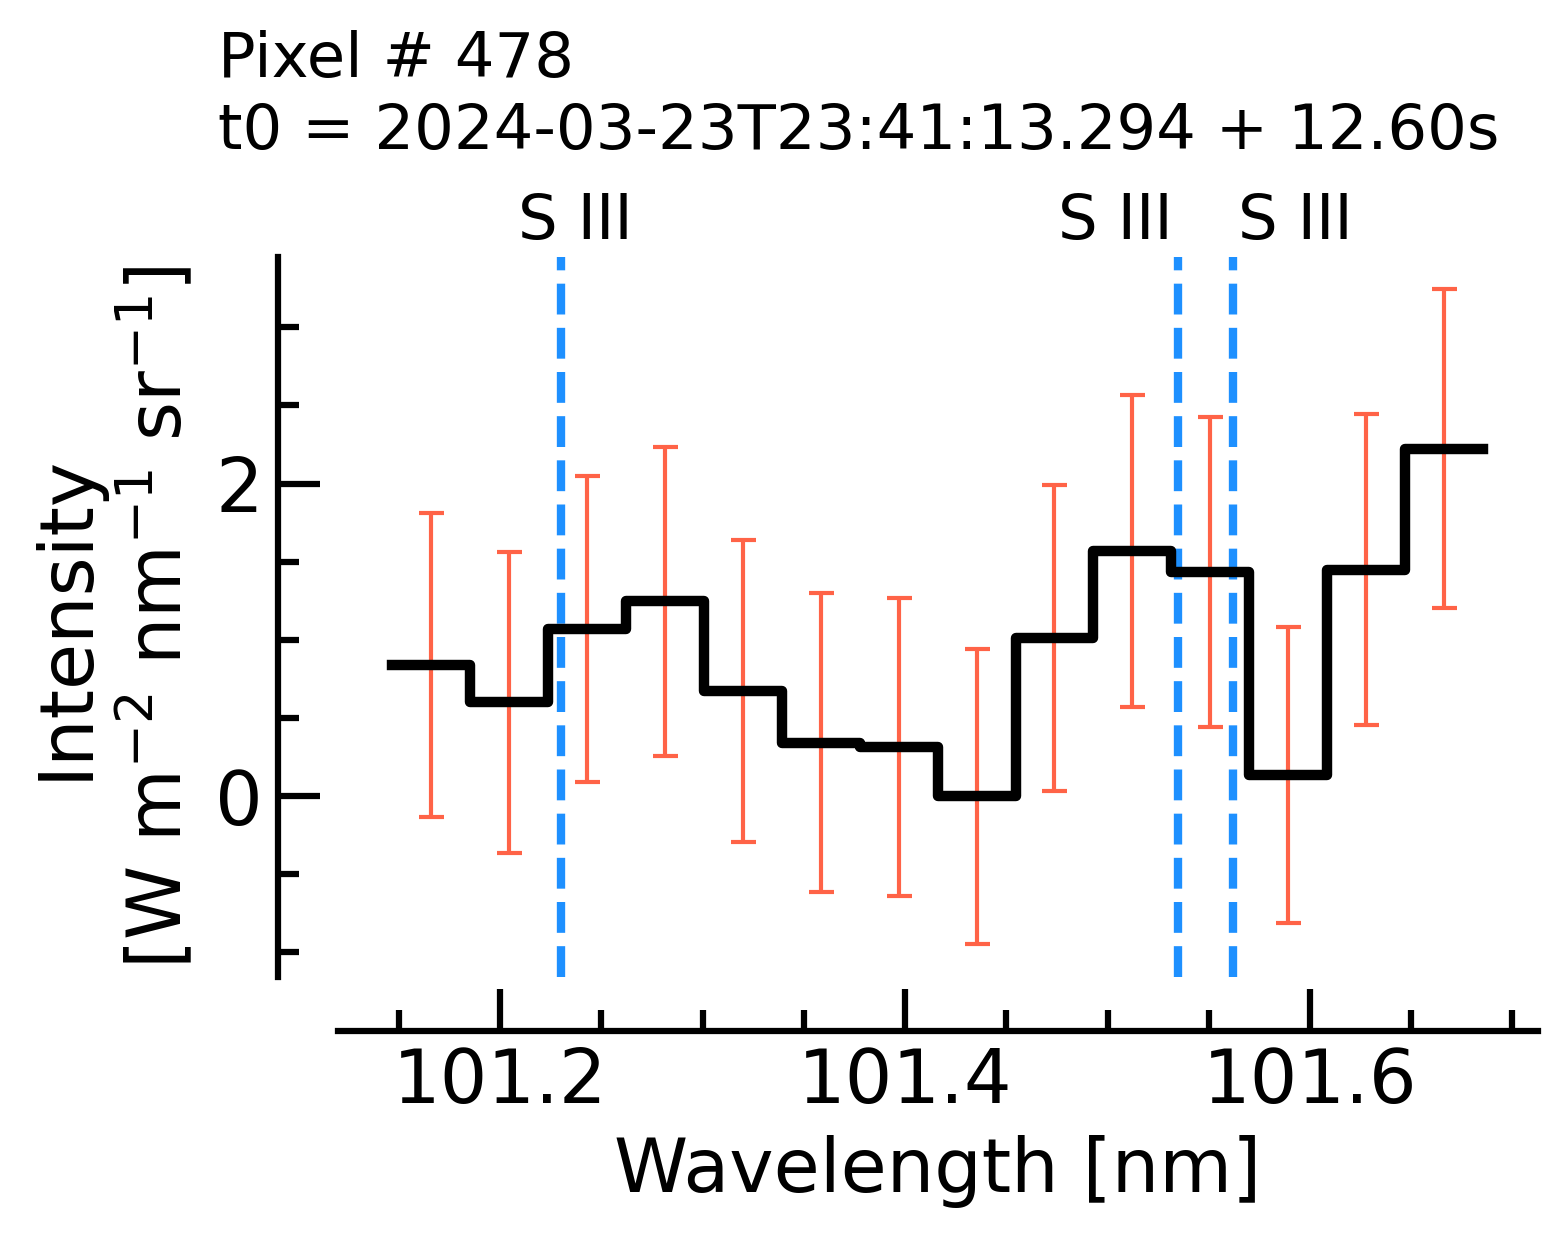 Pixel # 478
t0 = 2024-03-23T23:41:13.294 + 12.60s
S III S III S III
Intensity
[W m⁻² nm⁻¹ sr⁻¹]
2
0
101.2 101.4 101.6
Wavelength [nm]